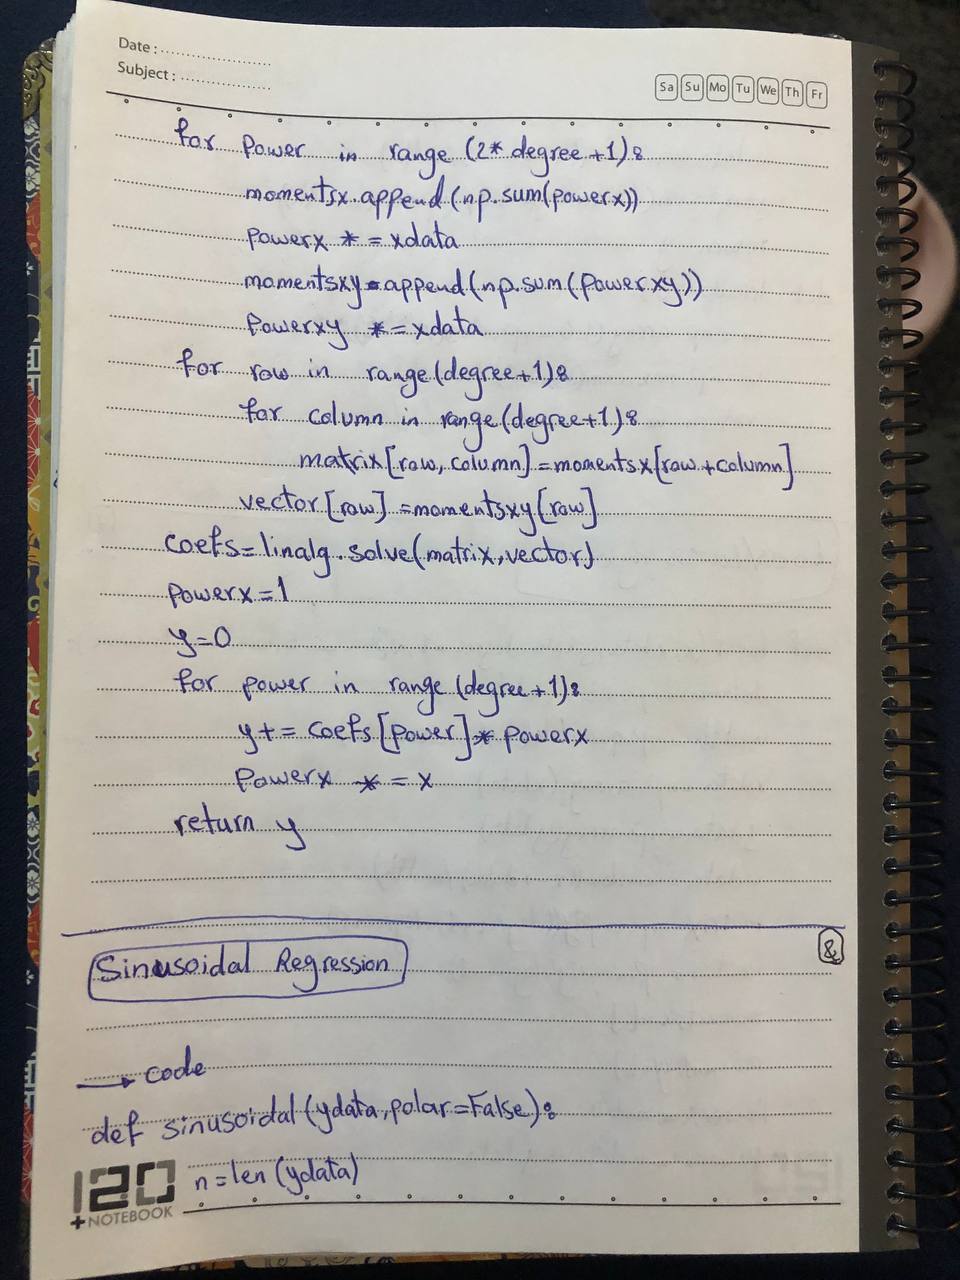 Date : ........................
Subject : ........................
Sa Su Mo Tu We Th Fr
for power in range (2* degree +1):
momentsx.append(np.sum(powerx))
powerx *= xdata
momentsxy.append(np.sum(powerxy))
powerxy *= xdata
for row in range(degree+1):
for column in range(degree+1):
matrix[row, column] = momentsx[row + column]
vector[row] = momentsxy[row]
coefs = linalg.solve(matrix, vector)
powerx = 1
y = 0
for power in range (degree+1):
y += coefs[power] * powerx
powerx *= x
return y
&
Sinusoidal Regression
→ code
def sinusoidal(ydata, polar=False):
n = len (ydata)
120
+NOTEBOOK